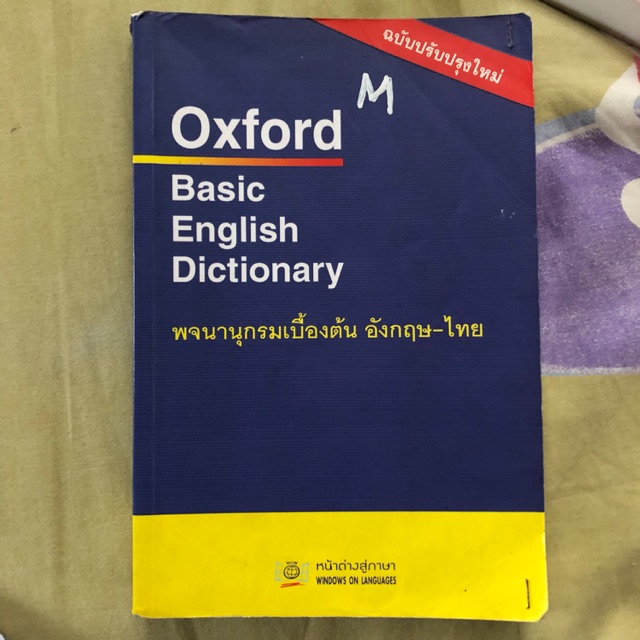 ฉบับปรับปรุงใหม่
M
Oxford
Basic
English
Dictionary
พจนานุกรมเบื้องต้น อังกฤษ-ไทย
หน้าต่างสู่ภาษา
WINDOWS ON LANGUAGES